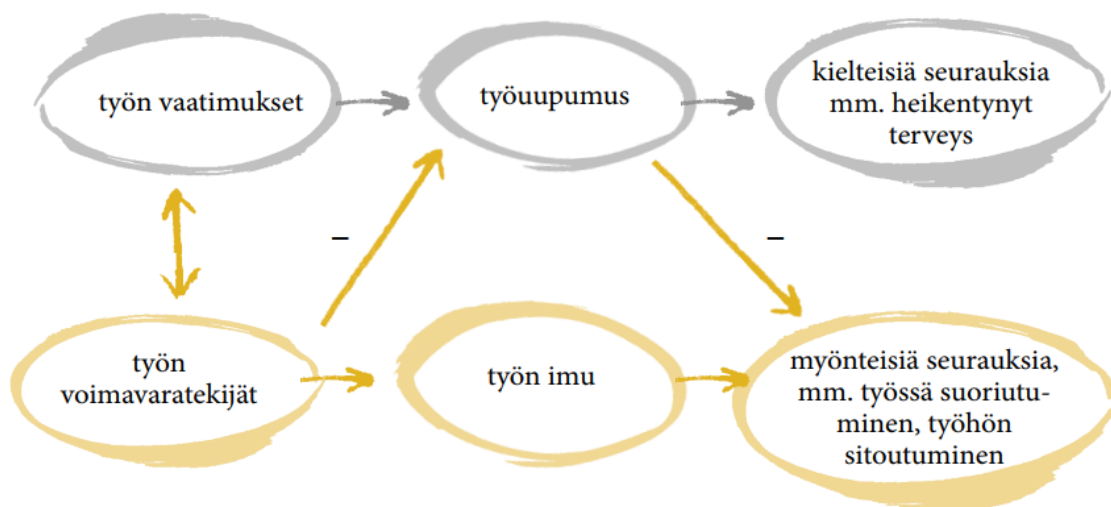 työn vaatimukset
työuupumus
kielteisiä seurauksia
mm. heikentynyt
terveys
–
–
työn
voimavaratekijät
työn imu
myönteisiä seurauksia,
mm. työssä suoriutu-
minen, työhön
sitoutuminen